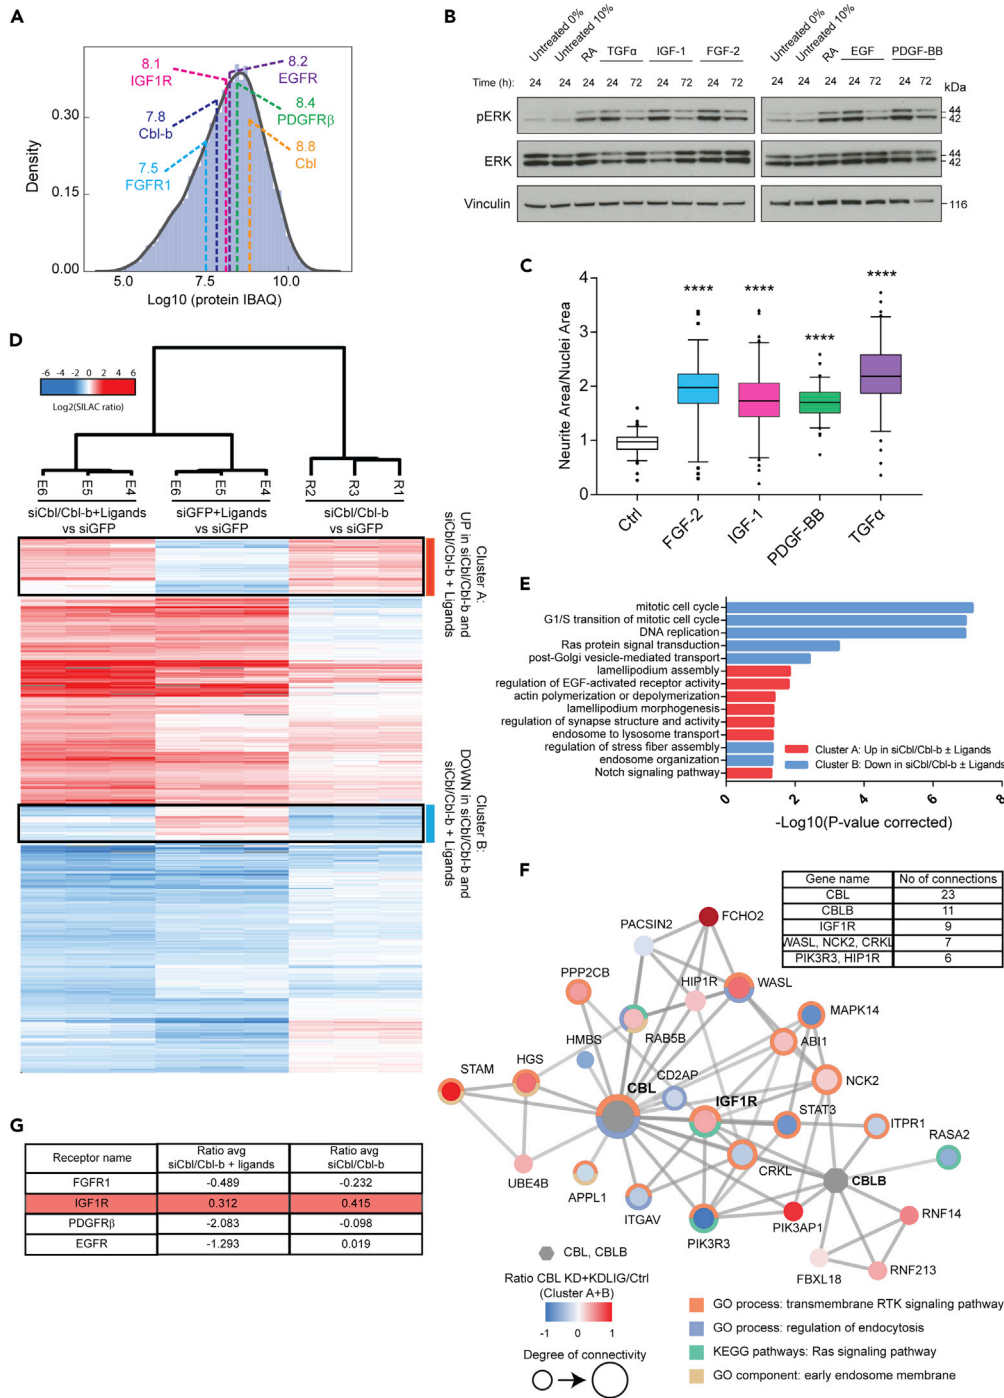 A
8.1
IGF1R
8.2
EGFR
7.8
Cbl-b
8.4
PDGFRβ
7.5
FGFR1
8.8
Cbl
Density
0.30
0.15
0.00
5.0
7.5
10.0
Log10 (protein IBAQ)
B
Untreated 0%
Untreated 10%
RA
TGFα
IGF-1
FGF-2
Untreated 0%
Untreated 10%
RA
EGF
PDGF-BB
Time (h):
24 24 24 24 72 24 72 24 72
24 24 24 24 72 24 72
kDa
pERK
44
42
ERK
44
42
Vinculin
116
C
Neurite Area/Nuclei Area
4
3
2
1
0
****
****
****
****
Ctrl
FGF-2
IGF-1
PDGF-BB
TGFα
D
-6 -4 -2 0 2 4 6
Log2(SILAC ratio)
E6 E5 E4
E6 E5 E4
R2 R3 R1
siCbl/Cbl-b+Ligands
vs siGFP
siGFP+Ligands
vs siGFP
siCbl/Cbl-b
vs siGFP
Cluster A:
UP in siCbl/Cbl-b and
siCbl/Cbl-b + Ligands
Cluster B:
DOWN in siCbl/Cbl-b and
siCbl/Cbl-b + Ligands
E
mitotic cell cycle
G1/S transition of mitotic cell cycle
DNA replication
Ras protein signal transduction
post-Golgi vesicle-mediated transport
lamellipodium assembly
regulation of EGF-activated receptor activity
actin polymerization or depolymerization
lamellipodium morphogenesis
regulation of synapse structure and activity
endosome to lysosome transport
regulation of stress fiber assembly
endosome organization
Notch signaling pathway
Cluster A: Up in siCbl/Cbl-b ± Ligands
Cluster B: Down in siCbl/Cbl-b ± Ligands
0 2 4 6 8
-Log10(P-value corrected)
F
Gene name No of connections
CBL 23
CBLB 11
IGF1R 9
WASL, NCK2, CRKL 7
PIK3R3, HIP1R 6
FCHO2
PACSIN2
PPP2CB
HIP1R
WASL
MAPK14
RAB5B
HMBS
ABI1
HGS
STAM
CD2AP
CBL
IGF1R
NCK2
STAT3
ITPR1
RASA2
CRKL
UBE4B
APPL1
CBLB
ITGAV
PIK3R3
PIK3AP1
RNF14
FBXL18
RNF213
CBL, CBLB
Ratio CBL KD+KDLIG/Ctrl
(Cluster A+B)
-1 0 1
Degree of connectivity
GO process: transmembrane RTK signaling pathway
GO process: regulation of endocytosis
KEGG pathways: Ras signaling pathway
GO component: early endosome membrane
G
Receptor name
Ratio avg
siCbl/Cbl-b + ligands
Ratio avg
siCbl/Cbl-b
FGFR1 -0.489 -0.232
IGF1R 0.312 0.415
PDGFRβ -2.083 -0.098
EGFR -1.293 0.019